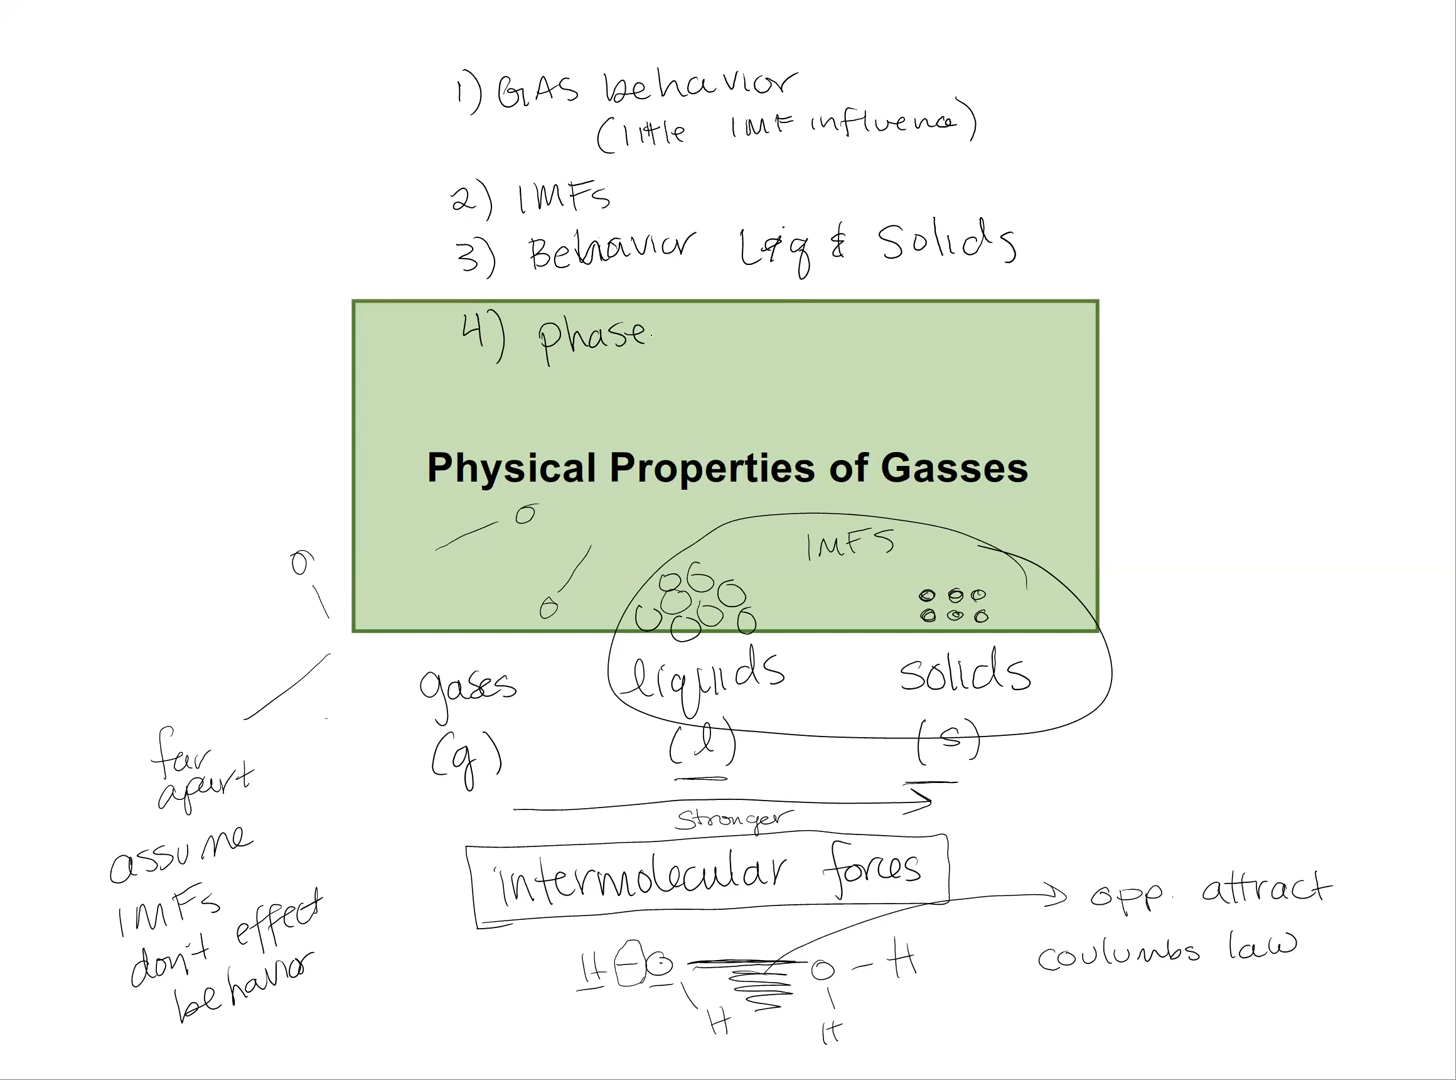 1) GAS behavior
(little IMF influence)
2) IMFs
3) Behavior Liq & Solids
4) phase
Physical Properties of Gasses
IMFS
gases
liquids
solids
(g)
(l)
(s)
stronger
intermolecular forces
far
apart
assume
IMFs
don't effect
behavior
opp. attract
coulumbs law
H-O
O-H
H
H